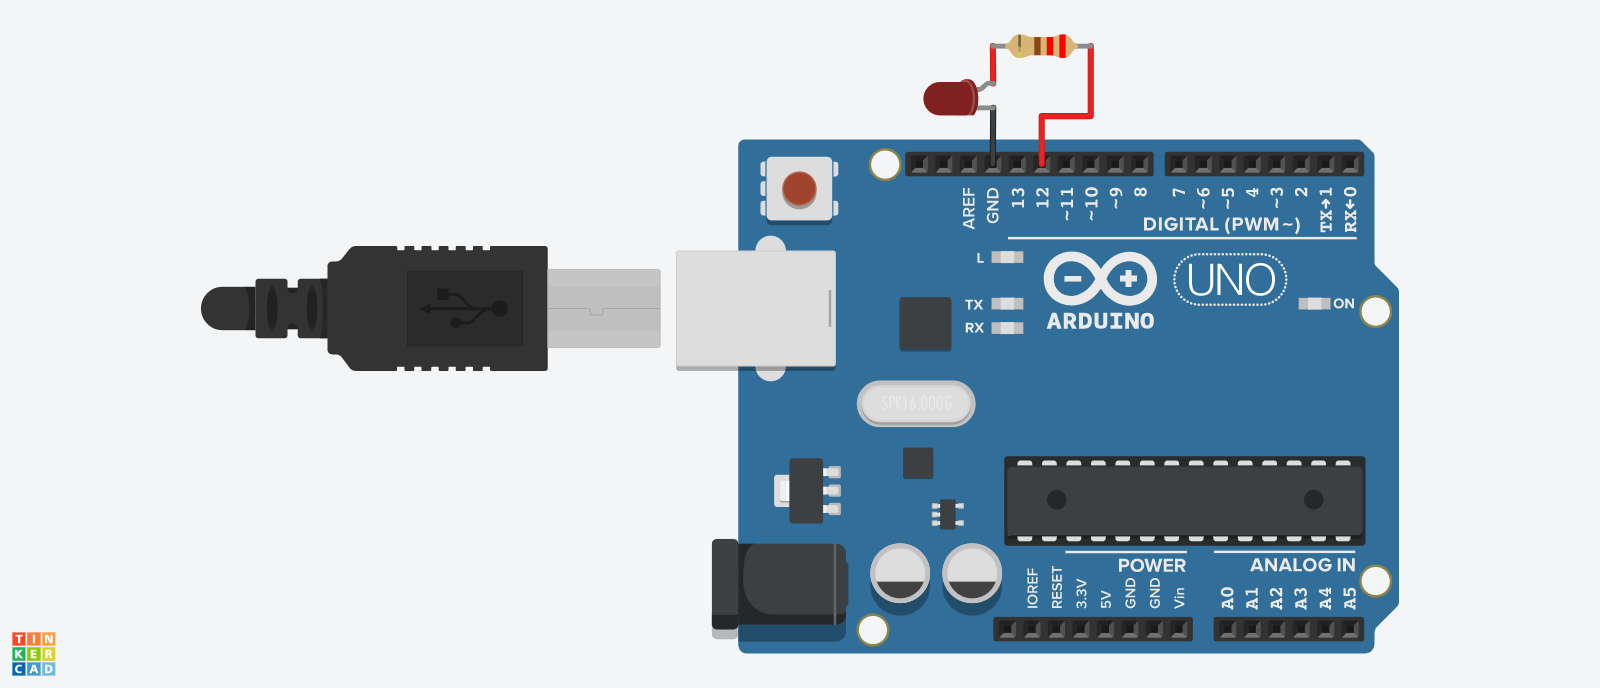 AREF
GND
13
12
~11
~10
~9
8
7
~6
~5
4
~3
2
TX→1
RX←0
DIGITAL (PWM~)
L
TX
RX
ARDUINO
UNO
ON
SPK16.000G
POWER
ANALOG IN
IOREF
RESET
3.3V
5V
GND
GND
Vin
A0
A1
A2
A3
A4
A5
TIN
KER
CAD